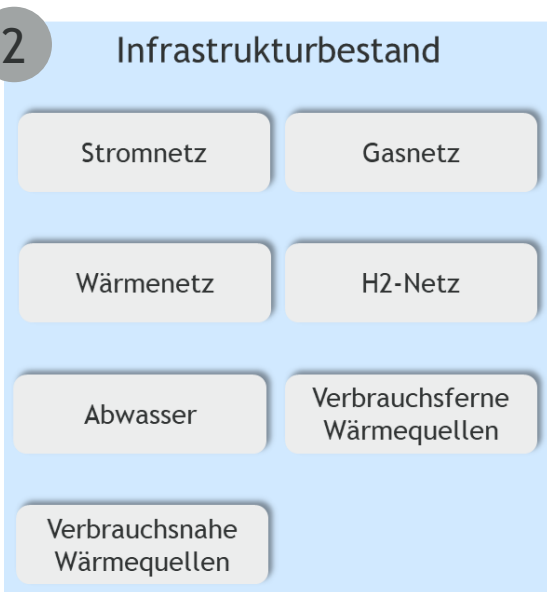 2
Infrastrukturbestand
Stromnetz
Gasnetz
Wärmenetz
H2-Netz
Abwasser
Verbrauchsferne
Wärmequellen
Verbrauchsnahe
Wärmequellen